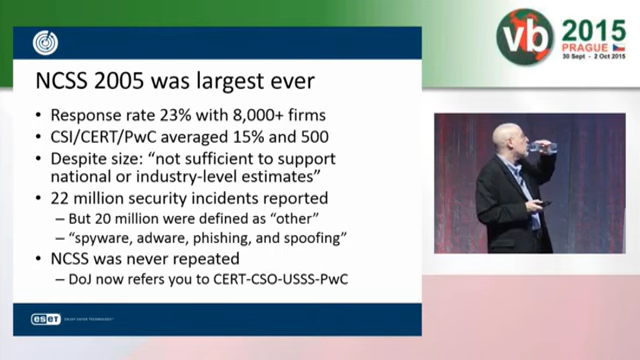 NCSS 2005 was largest ever
• Response rate 23% with 8,000+ firms
• CSI/CERT/PwC averaged 15% and 500
• Despite size: “not sufficient to support
national or industry-level estimates”
• 22 million security incidents reported
– But 20 million were defined as “other”
– “spyware, adware, phishing, and spoofing”
• NCSS was never repeated
– DoJ now refers you to CERT-CSO-USSS-PwC
eset ENJOY SAFER TECHNOLOGY™
vb 2015
PRAGUE
30 Sept - 2 Oct 2015